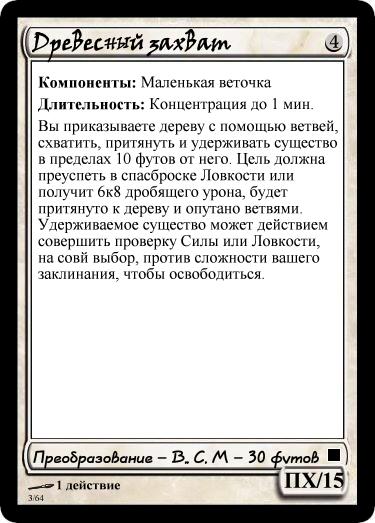 Древесный захват 4
Компоненты: Маленькая веточка
Длительность: Концентрация до 1 мин.
Вы приказываете дереву с помощью ветвей,
схватить, притянуть и удерживать существо
в пределах 10 футов от него. Цель должна
преуспеть в спасброске Ловкости или
получит 6к8 дробящего урона, будет
притянуто к дереву и опутано ветвями.
Удерживаемое существо может действием
совершить проверку Силы или Ловкости,
на совй выбор, против сложности вашего
заклинания, чтобы освободиться.
Преобразование – В, С, М – 30 футов
1 действие
ПХ/15
3/64